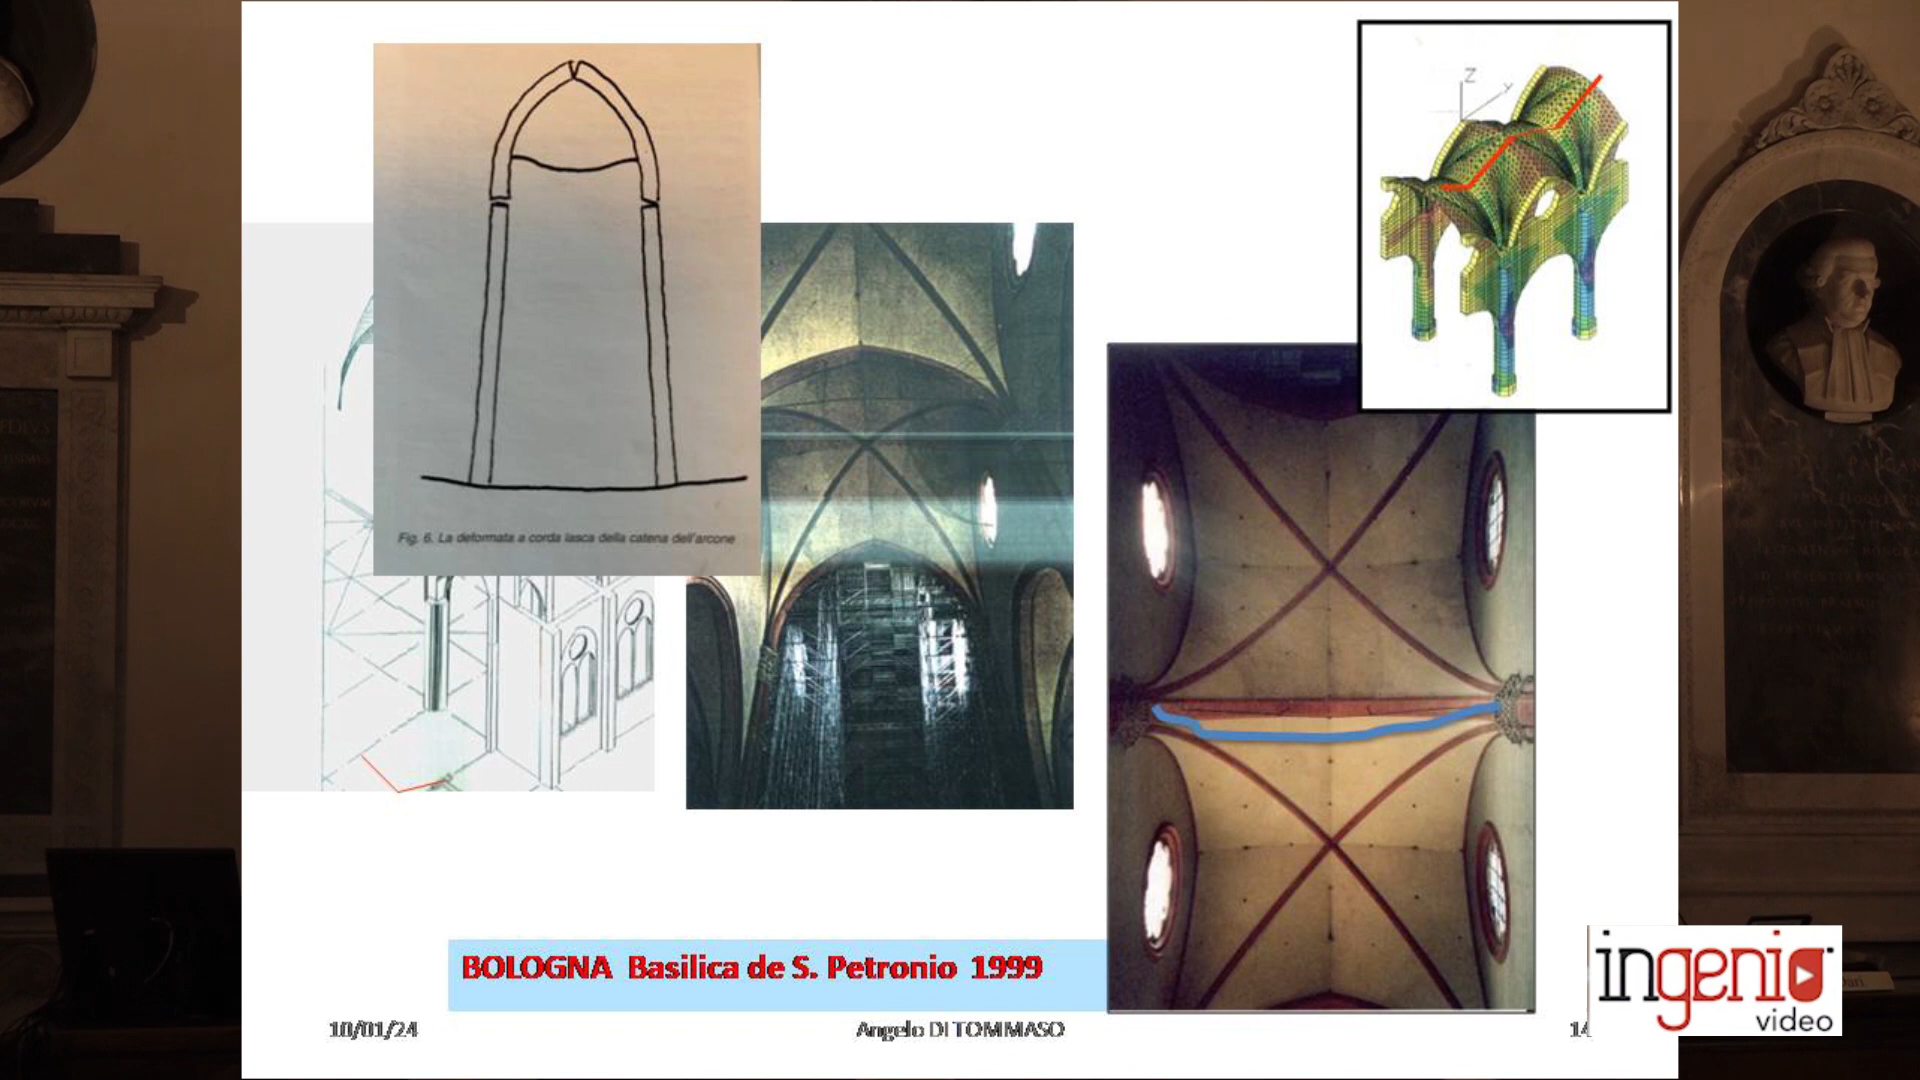 Z
Y
Fig. 6. La deformata a corda lasca della catena dell'arcone
BOLOGNA Basilica de S. Petronio 1999
10/01/24
Angelo DI TOMMASO
14
ingenio
video